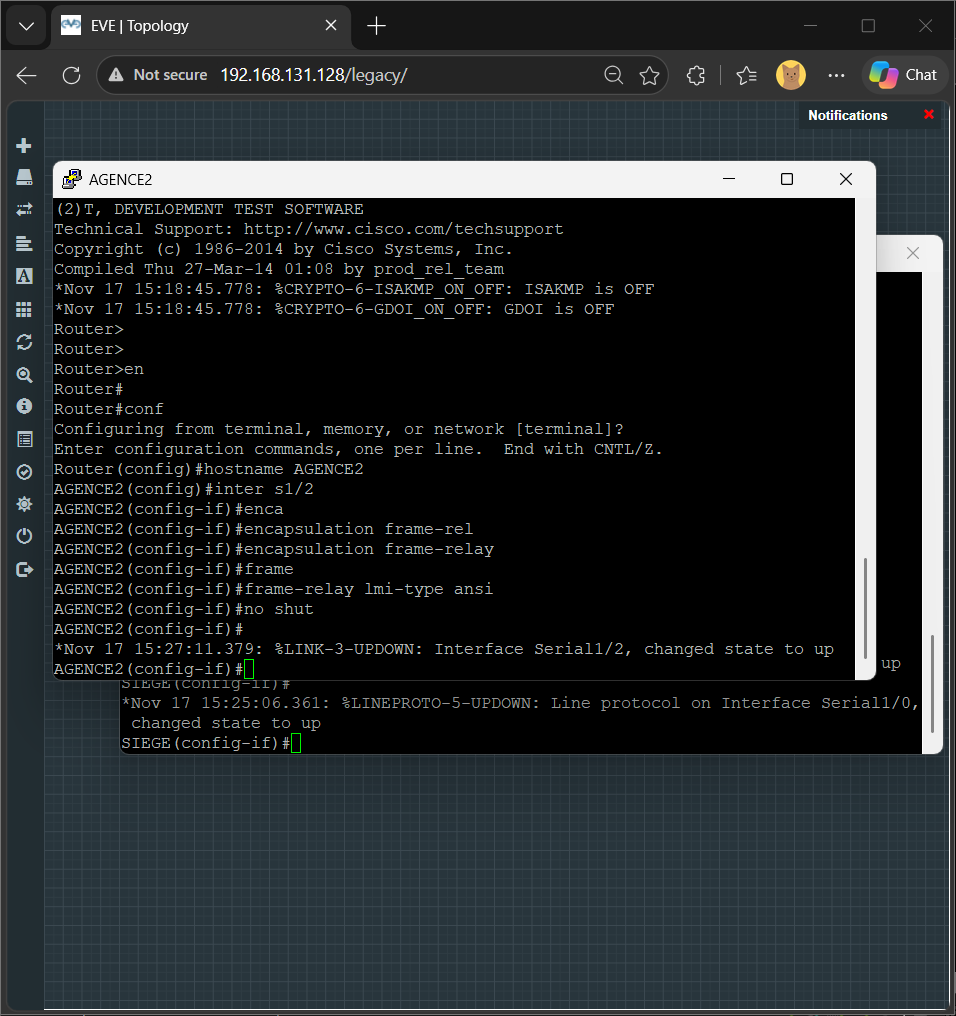 EVE | Topology
Not secure 192.168.131.128/legacy/
Chat
Notifications
AGENCE2
(2)T, DEVELOPMENT TEST SOFTWARE
Technical Support: http://www.cisco.com/techsupport
Copyright (c) 1986-2014 by Cisco Systems, Inc.
Compiled Thu 27-Mar-14 01:08 by prod_rel_team
*Nov 17 15:18:45.778: %CRYPTO-6-ISAKMP_ON_OFF: ISAKMP is OFF
*Nov 17 15:18:45.778: %CRYPTO-6-GDOI_ON_OFF: GDOI is OFF
Router>
Router>
Router>en
Router#
Router#conf
Configuring from terminal, memory, or network [terminal]?
Enter configuration commands, one per line.  End with CNTL/Z.
Router(config)#hostname AGENCE2
AGENCE2(config)#inter s1/2
AGENCE2(config-if)#enca
AGENCE2(config-if)#encapsulation frame-rel
AGENCE2(config-if)#encapsulation frame-relay
AGENCE2(config-if)#frame
AGENCE2(config-if)#frame-relay lmi-type ansi
AGENCE2(config-if)#no shut
AGENCE2(config-if)#
*Nov 17 15:27:11.379: %LINK-3-UPDOWN: Interface Serial1/2, changed state to up
AGENCE2(config-if)#
up
SIEGE(config-if)#
*Nov 17 15:25:06.361: %LINEPROTO-5-UPDOWN: Line protocol on Interface Serial1/0,
changed state to up
SIEGE(config-if)#